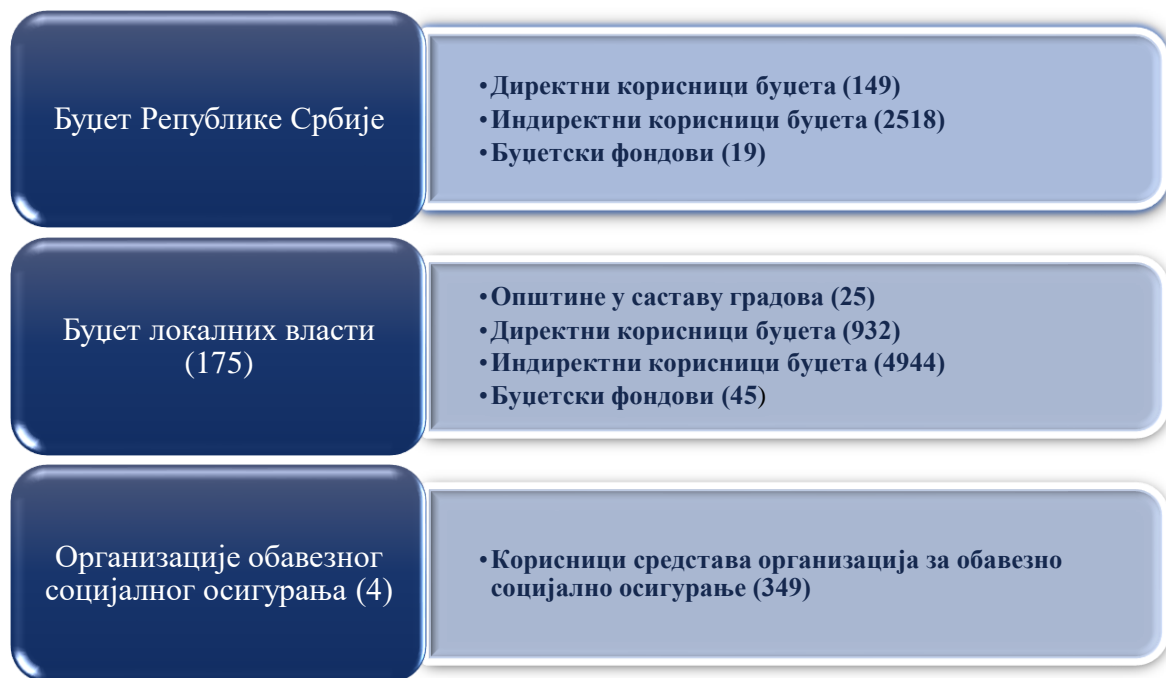 Буџет Републике Србије
•Директни корисници буџета (149)
•Индиректни корисници буџета (2518)
•Буџетски фондови (19)
Буџет локалних власти
(175)
•Општине у саставу градова (25)
•Директни корисници буџета (932)
•Индиректни корисници буџета (4944)
•Буџетски фондови (45)
Организације обавезног
социјалног осигурања (4)
•Корисници средстава организација за обавезно
социјално осигурање (349)